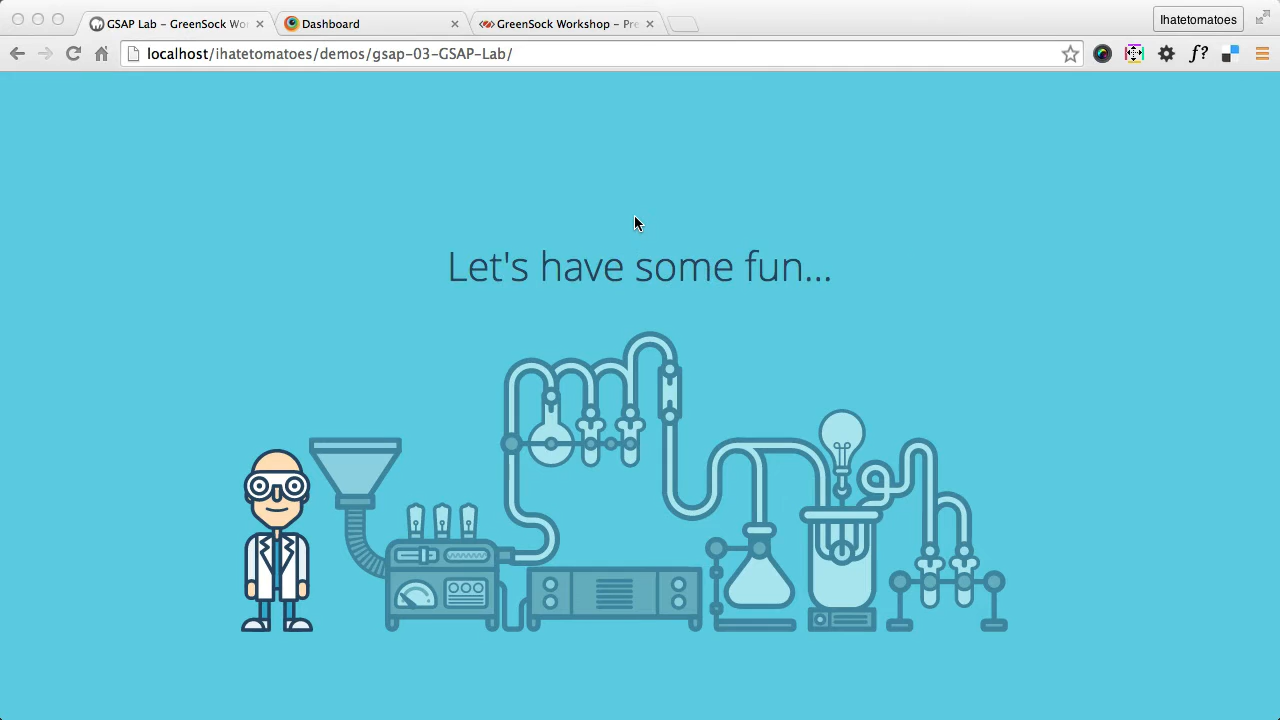 GSAP Lab – GreenSock Wo
Dashboard
GreenSock Workshop – Pre
Ihatetomatoes
localhost/ihatetomatoes/demos/gsap-03-GSAP-Lab/
f?
Let's have some fun...